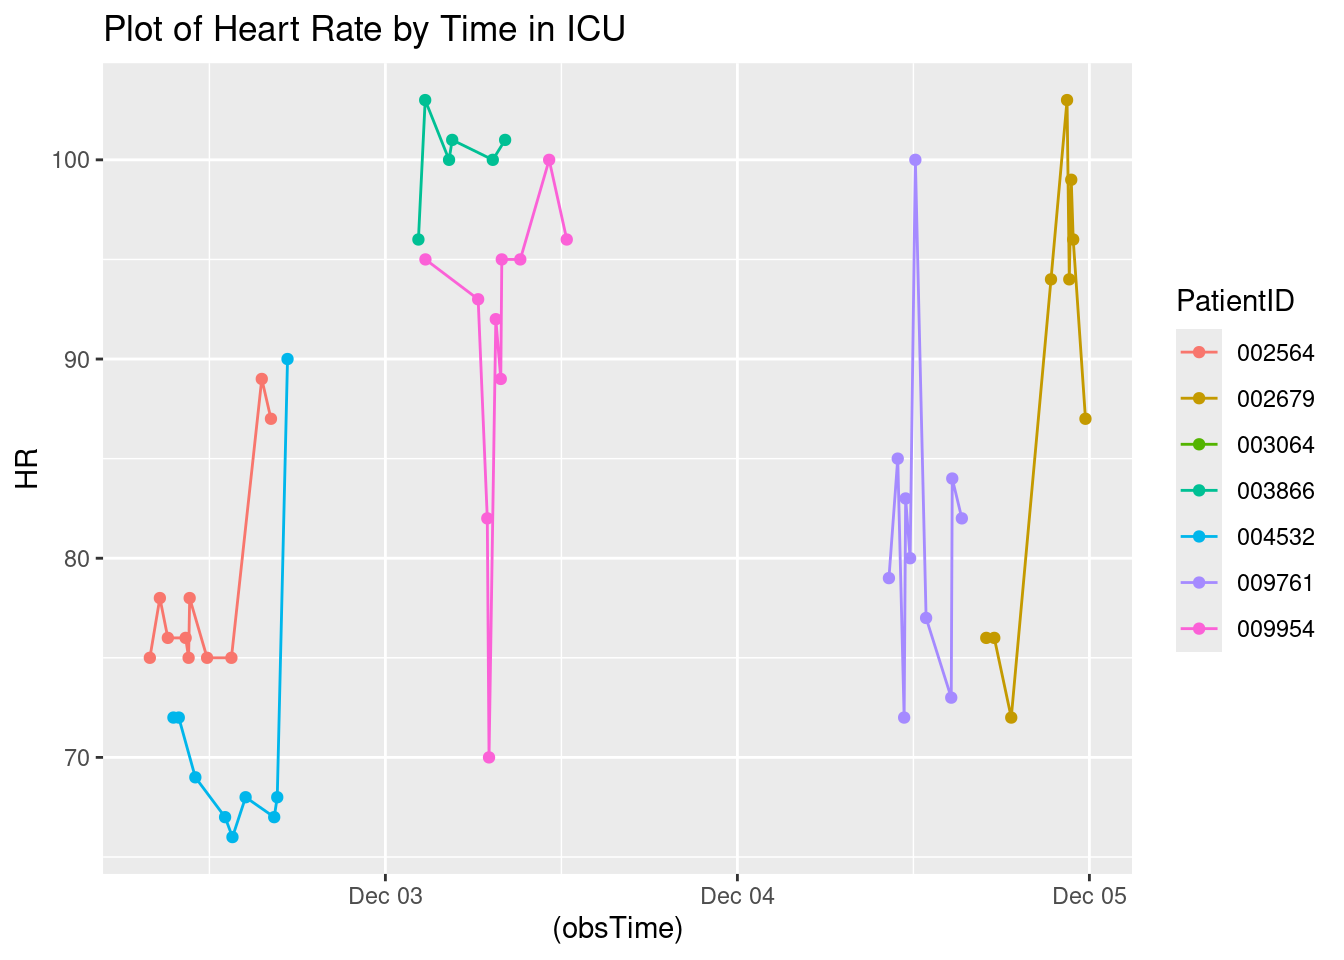 Plot of Heart Rate by Time in ICU
100
90
80
70
HR
Dec 03
Dec 04
Dec 05
(obsTime)
PatientID
002564
002679
003064
003866
004532
009761
009954